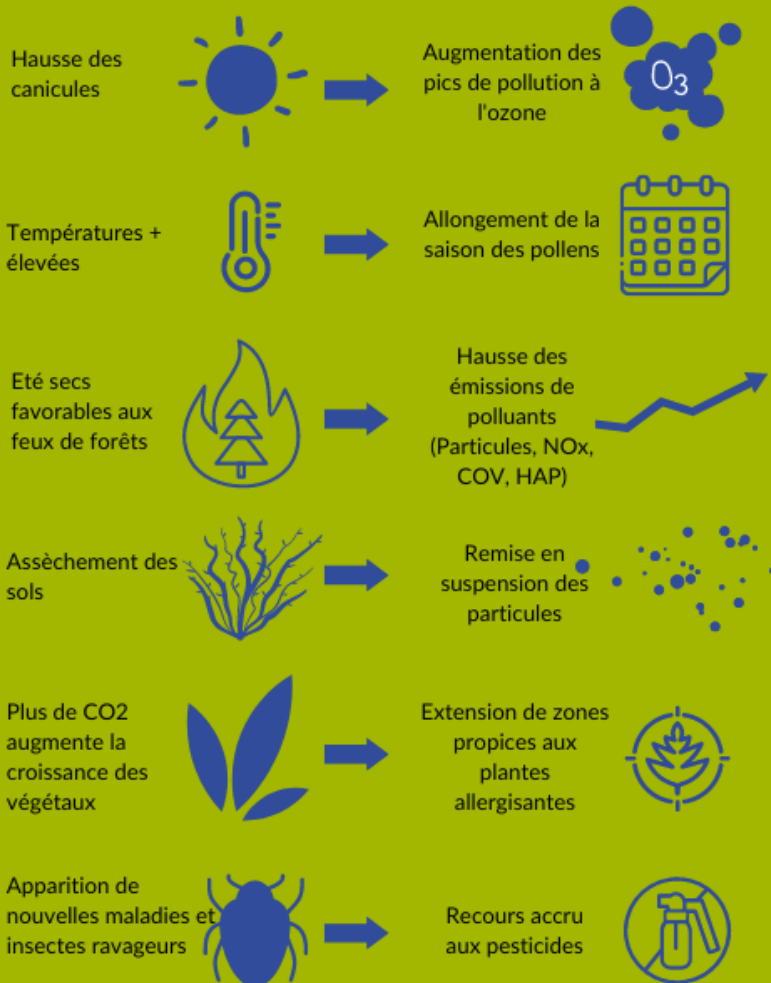 Hausse des
canicules
Augmentation des
pics de pollution à
l'ozone
O3
Températures +
élevées
Allongement de la
saison des pollens
Eté secs
favorables aux
feux de forêts
Hausse des
émissions de
polluants
(Particules, NOx,
COV, HAP)
Assèchement des
sols
Remise en
suspension des
particules
Plus de CO2
augmente la
croissance des
végétaux
Extension de zones
propices aux
plantes
allergisantes
Apparition de
nouvelles maladies et
insectes ravageurs
Recours accru
aux pesticides